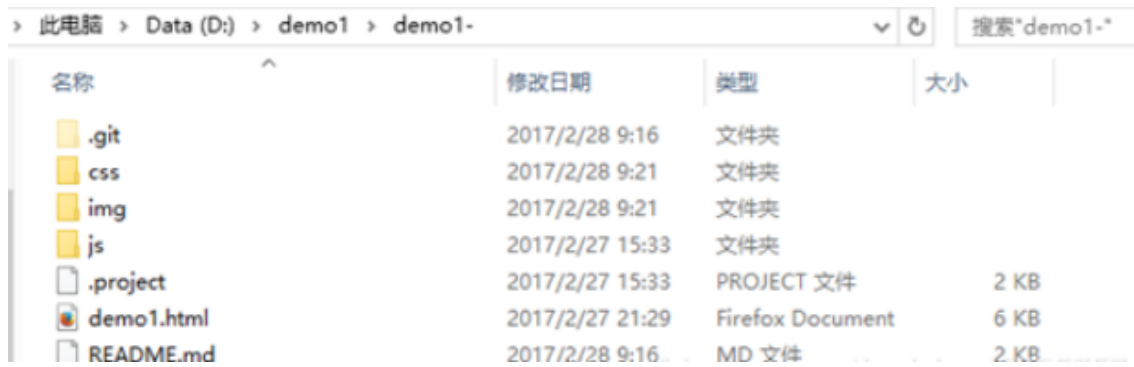 › 此电脑 › Data (D:) › demo1 › demo1- 搜索"demo1-"
名称 修改日期 类型 大小
.git 2017/2/28 9:16 文件夹
css 2017/2/28 9:21 文件夹
img 2017/2/28 9:21 文件夹
js 2017/2/27 15:33 文件夹
.project 2017/2/27 15:33 PROJECT 文件 2 KB
demo1.html 2017/2/27 21:29 Firefox Document 6 KB
README.md 2017/2/28 9:16 MD 文件 2 KB